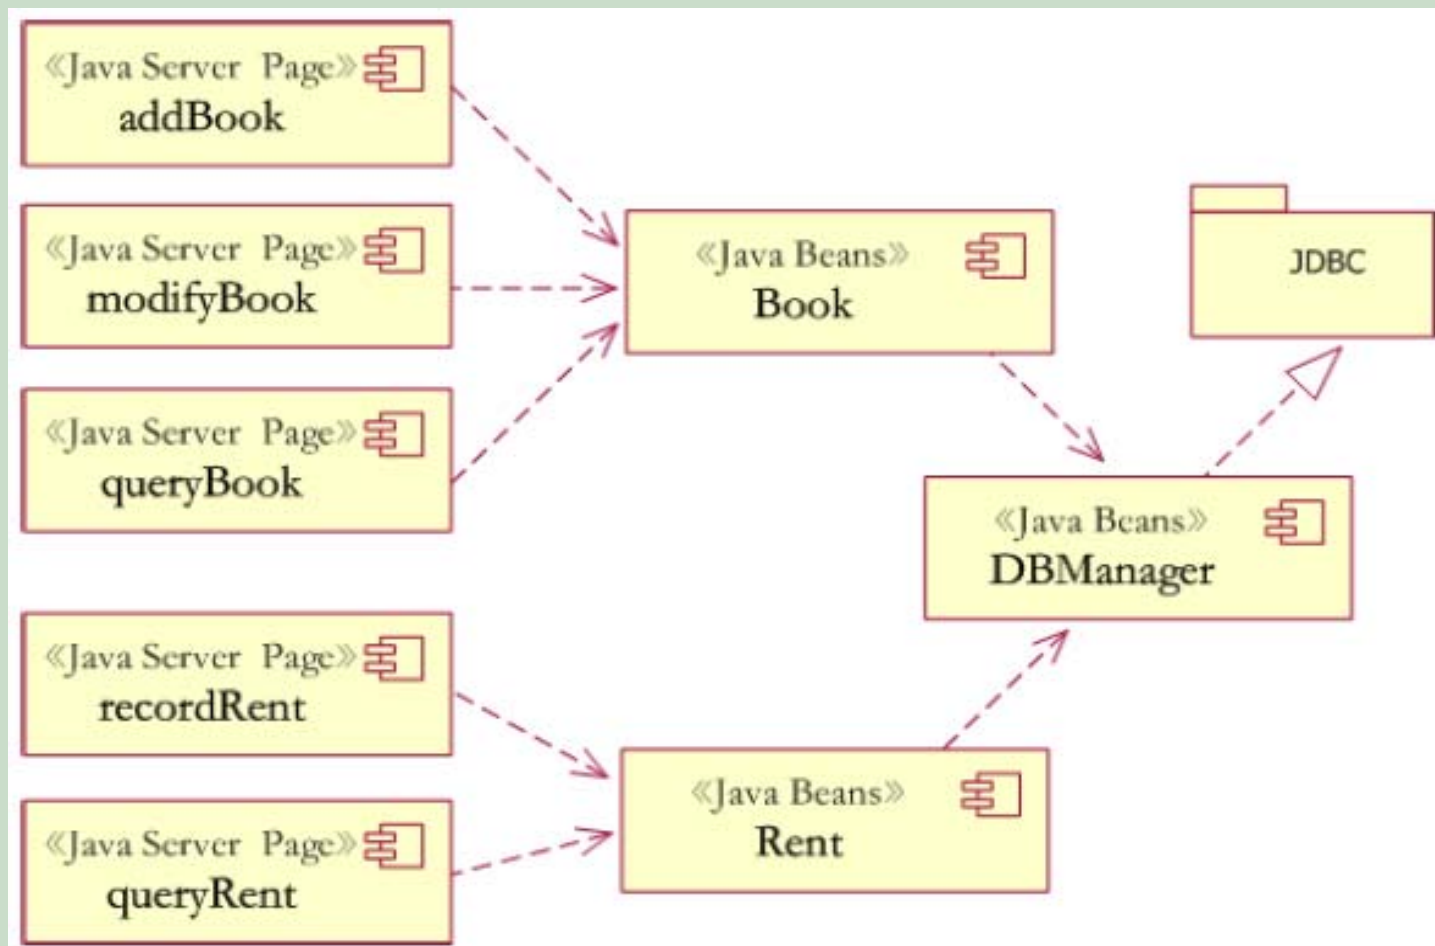 《Java Server Page》
addBook
《Java Server Page》
modifyBook
《Java Server Page》
queryBook
《Java Server Page》
recordRent
《Java Server Page》
queryRent
《Java Beans》
Book
《Java Beans》
Rent
《Java Beans》
DBManager
JDBC